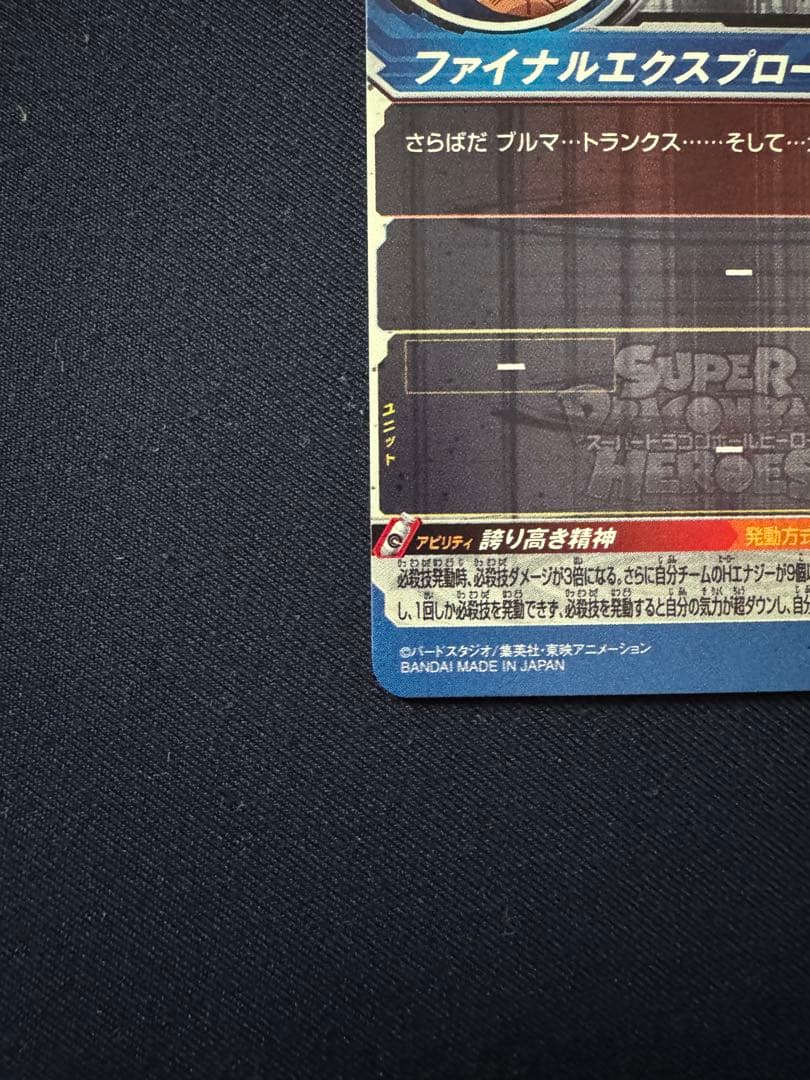 ファイナルエクスプロー
さらばだ ブルマ…トランクス……そして…
ー
ー
SUPER
DRAGON B
スーパードラゴンボールヒーロ
HEROES
ー
ユニット
アビリティ 誇り高き精神 発動方式
必殺技発動時、必殺技ダメージが3倍になる。さらに自分チームのHエナジーが9個
し、1回しか必殺技を発動できず、必殺技を発動すると自分の気力が超ダウンし、自分
©バードスタジオ/集英社・東映アニメーション
BANDAI MADE IN JAPAN